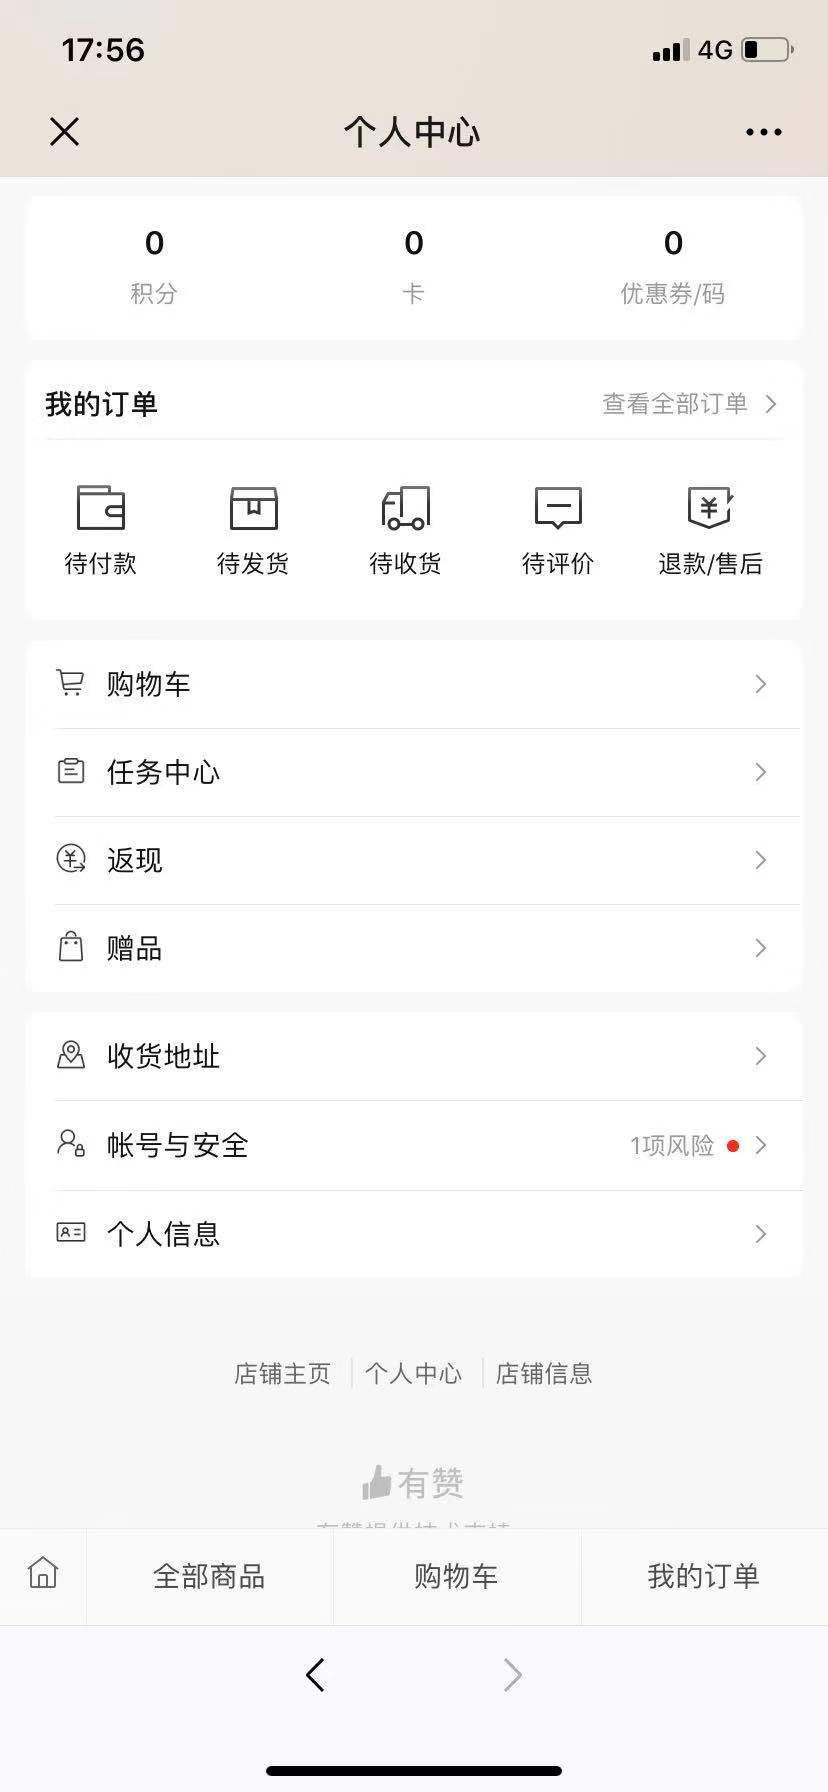 17:56
4G
个人中心
0 0 0
积分 卡 优惠券/码
我的订单 查看全部订单
待付款 待发货 待收货 待评价 退款/售后
购物车
任务中心
返现
赠品
收货地址
帐号与安全 1项风险
个人信息
店铺主页 个人中心 店铺信息
有赞
全部商品 购物车 我的订单